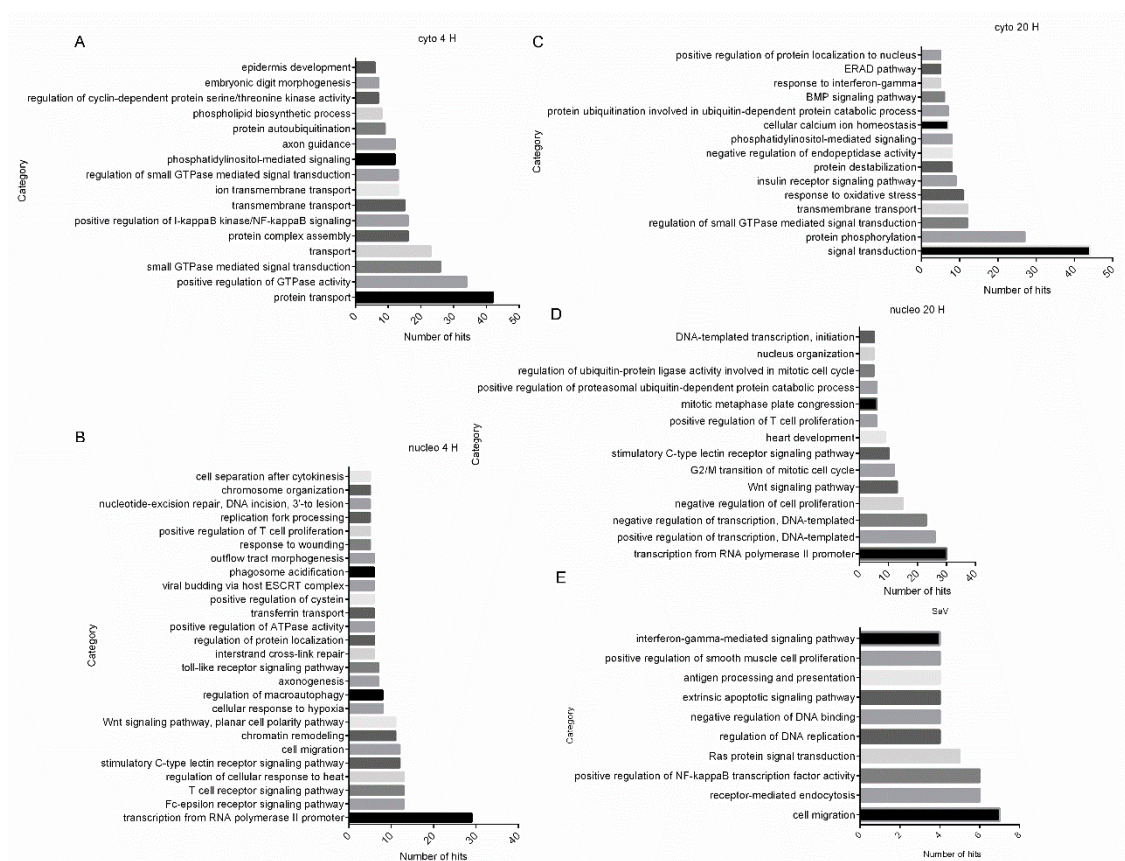 A
cyto 4 H
Category
epidermis development
embryonic digit morphogenesis
regulation of cyclin-dependent protein serine/threonine kinase activity
phospholipid biosynthetic process
protein autoubiquitination
axon guidance
phosphatidylinositol-mediated signaling
regulation of small GTPase mediated signal transduction
ion transmembrane transport
transmembrane transport
positive regulation of I-kappaB kinase/NF-kappaB signaling
protein complex assembly
transport
small GTPase mediated signal transduction
positive regulation of GTPase activity
protein transport
0 10 20 30 40 50
Number of hits
B
nucleo 4 H
Category
cell separation after cytokinesis
chromosome organization
nucleotide-excision repair, DNA incision, 3'-to lesion
replication fork processing
positive regulation of T cell proliferation
response to wounding
outflow tract morphogenesis
phagosome acidification
viral budding via host ESCRT complex
positive regulation of cystein
transferrin transport
positive regulation of ATPase activity
regulation of protein localization
interstrand cross-link repair
toll-like receptor signaling pathway
axonogenesis
regulation of macroautophagy
cellular response to hypoxia
Wnt signaling pathway, planar cell polarity pathway
chromatin remodeling
cell migration
stimulatory C-type lectin receptor signaling pathway
regulation of cellular response to heat
T cell receptor signaling pathway
Fc-epsilon receptor signaling pathway
transcription from RNA polymerase II promoter
0 10 20 30 40
Number of hits
C
cyto 20 H
Category
positive regulation of protein localization to nucleus
ERAD pathway
response to interferon-gamma
BMP signaling pathway
protein ubiquitination involved in ubiquitin-dependent protein catabolic process
cellular calcium ion homeostasis
phosphatidylinositol-mediated signaling
negative regulation of endopeptidase activity
protein destabilization
insulin receptor signaling pathway
response to oxidative stress
transmembrane transport
regulation of small GTPase mediated signal transduction
protein phosphorylation
signal transduction
0 10 20 30 40 50
Number of hits
D
nucleo 20 H
Category
DNA-templated transcription, initiation
nucleus organization
regulation of ubiquitin-protein ligase activity involved in mitotic cell cycle
positive regulation of proteasomal ubiquitin-dependent protein catabolic process
mitotic metaphase plate congression
positive regulation of T cell proliferation
heart development
stimulatory C-type lectin receptor signaling pathway
G2/M transition of mitotic cell cycle
Wnt signaling pathway
negative regulation of cell proliferation
negative regulation of transcription, DNA-templated
positive regulation of transcription, DNA-templated
transcription from RNA polymerase II promoter
0 10 20 30 40
Number of hits
E
SeV
Category
interferon-gamma-mediated signaling pathway
positive regulation of smooth muscle cell proliferation
antigen processing and presentation
extrinsic apoptotic signaling pathway
negative regulation of DNA binding
regulation of DNA replication
Ras protein signal transduction
positive regulation of NF-kappaB transcription factor activity
receptor-mediated endocytosis
cell migration
0 2 4 6 8
Number of hits